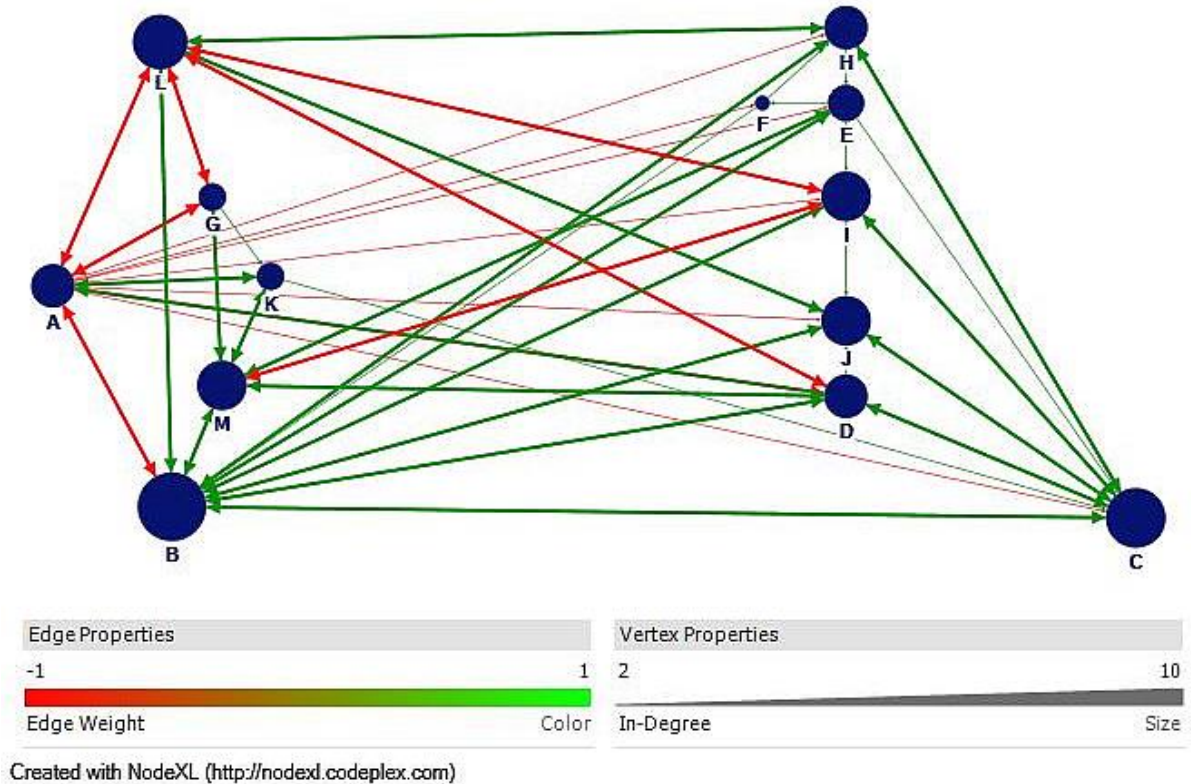 L
H
F
E
G
I
K
A
J
M
D
B
C
Edge Properties
-1 1
Edge Weight Color
Vertex Properties
2 10
In-Degree Size
Created with NodeXL (http://nodexl.codeplex.com)